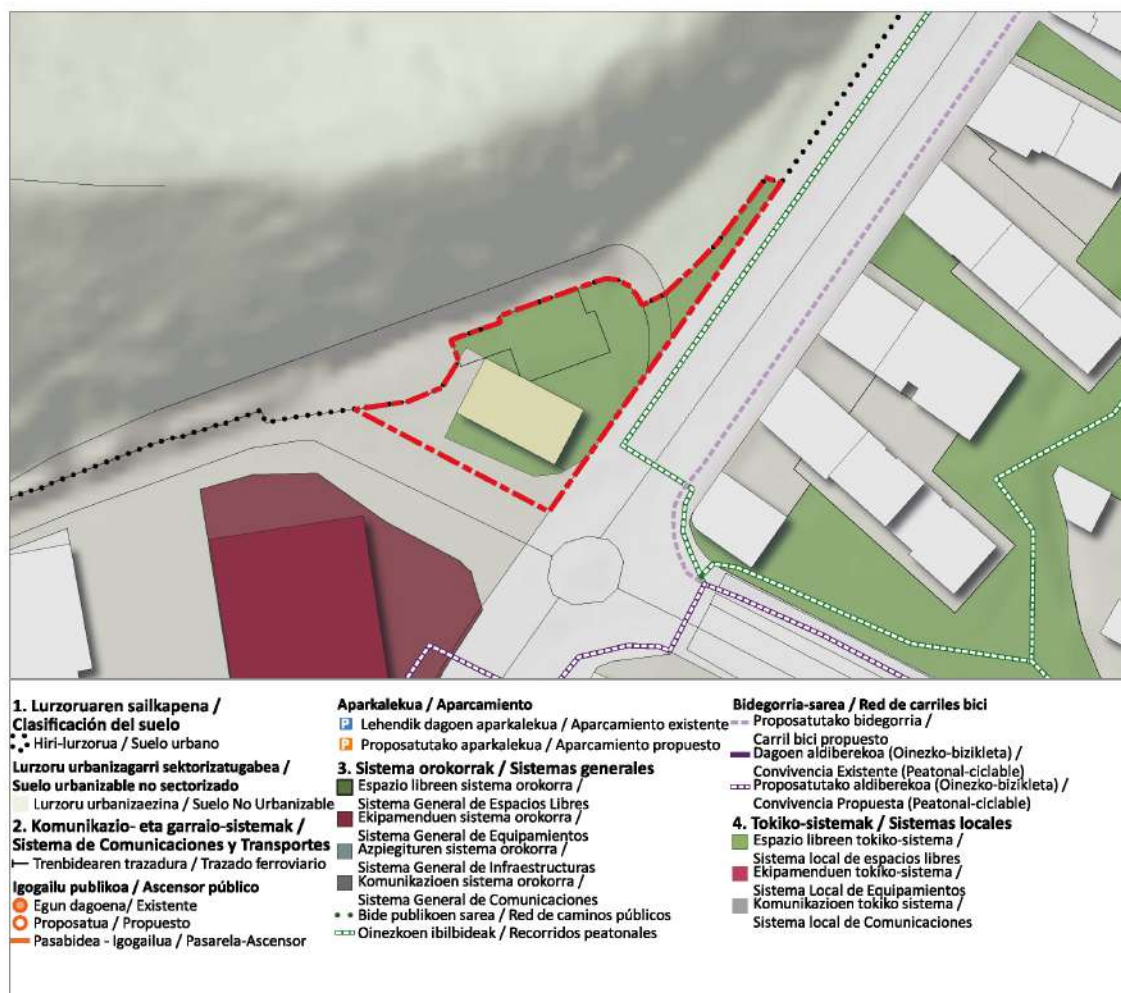 1. Lurzoruaren sailkapena /
Clasificación del suelo
Hiri-lurzorua / Suelo urbano
Lurzoru urbanizagarri sektorizatugabea /
Suelo urbanizable no sectorizado
Lurzoru urbanizaezina / Suelo No Urbanizable
2. Komunikazio- eta garraio-sistemak /
Sistema de Comunicaciones y Transportes
Trenbidearen trazadura / Trazado ferroviario
Igogailu publikoa / Ascensor público
Egun dagoena/ Existente
Proposatua / Propuesto
Pasabidea - Igogailua / Pasarela-Ascensor
Aparkalekua / Aparcamiento
P Lehendik dagoen aparkalekua / Aparcamiento existente
P Proposatutako aparkalekua / Aparcamiento propuesto
3. Sistema orokorrak / Sistemas generales
Espazio libreen sistema orokorra /
Sistema General de Espacios Libres
Ekipamenduen sistema orokorra /
Sistema General de Equipamientos
Azpiegituren sistema orokorra /
Sistema General de Infraestructuras
Komunikazioen sistema orokorra /
Sistema General de Comunicaciones
Bide publikoen sarea / Red de caminos públicos
Oinezkoen ibilbideak / Recorridos peatonales
Bidegorria-sarea / Red de carriles bici
Proposatutako bidegorria /
Carril bici propuesto
Dagoen aldiberekoa (Oinezko-bizikleta) /
Convivencia Existente (Peatonal-ciclable)
Proposatutako aldiberekoa (Oinezko-bizikleta) /
Convivencia Propuesta (Peatonal-ciclable)
4. Tokiko-sistemak / Sistemas locales
Espazio libreen tokiko-sistema /
Sistema local de espacios libres
Ekipamenduen tokiko-sistema /
Sistema Local de Equipamientos
Komunikazioen tokiko sistema /
Sistema local de Comunicaciones